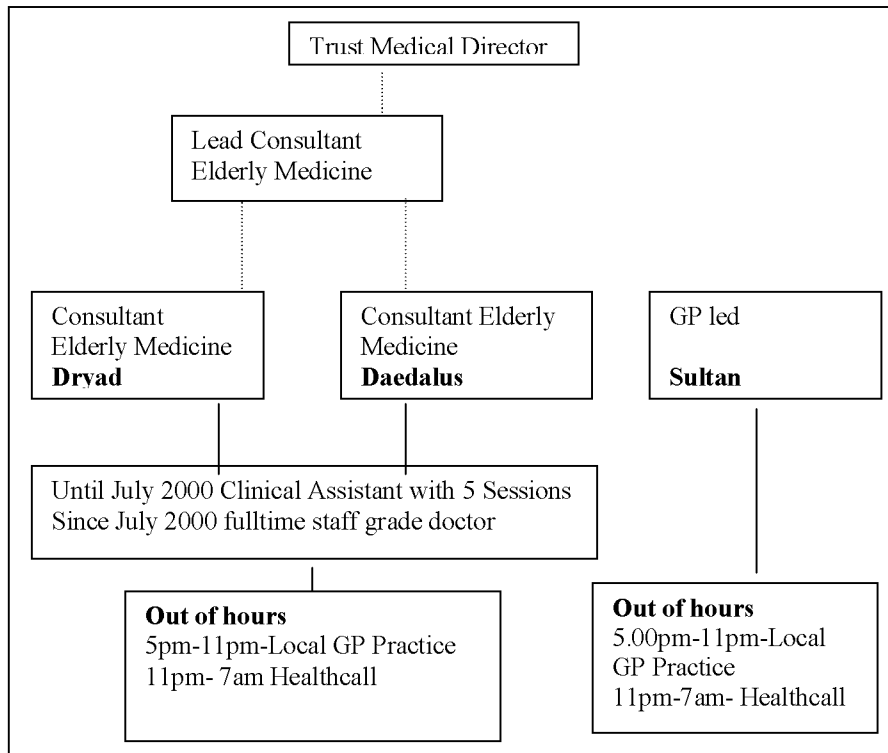 Trust Medical Director
Lead Consultant
Elderly Medicine
Consultant
Elderly Medicine
Dryad
Consultant Elderly
Medicine
Daedalus
GP led
Sultan
Until July 2000 Clinical Assistant with 5 Sessions
Since July 2000 fulltime staff grade doctor
Out of hours
5pm-11pm-Local GP Practice
11pm- 7am Healthcall
Out of hours
5.00pm-11pm-Local
GP Practice
11pm-7am- Healthcall